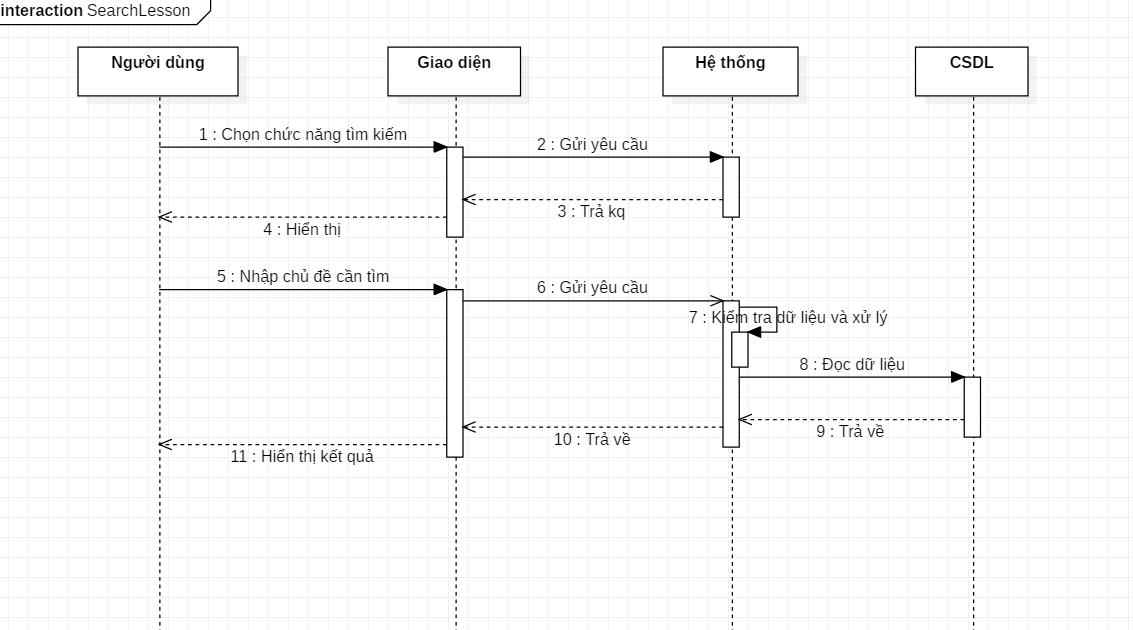 interaction SearchLesson
Người dùng
Giao diện
Hệ thống
CSDL
1 : Chọn chức năng tìm kiếm
2 : Gửi yêu cầu
3 : Trả kq
4 : Hiển thị
5 : Nhập chủ đề cần tìm
6 : Gửi yêu cầu
7 : Kiểm tra dữ liệu và xử lý
8 : Đọc dữ liệu
9 : Trả về
10 : Trả về
11 : Hiển thị kết quả